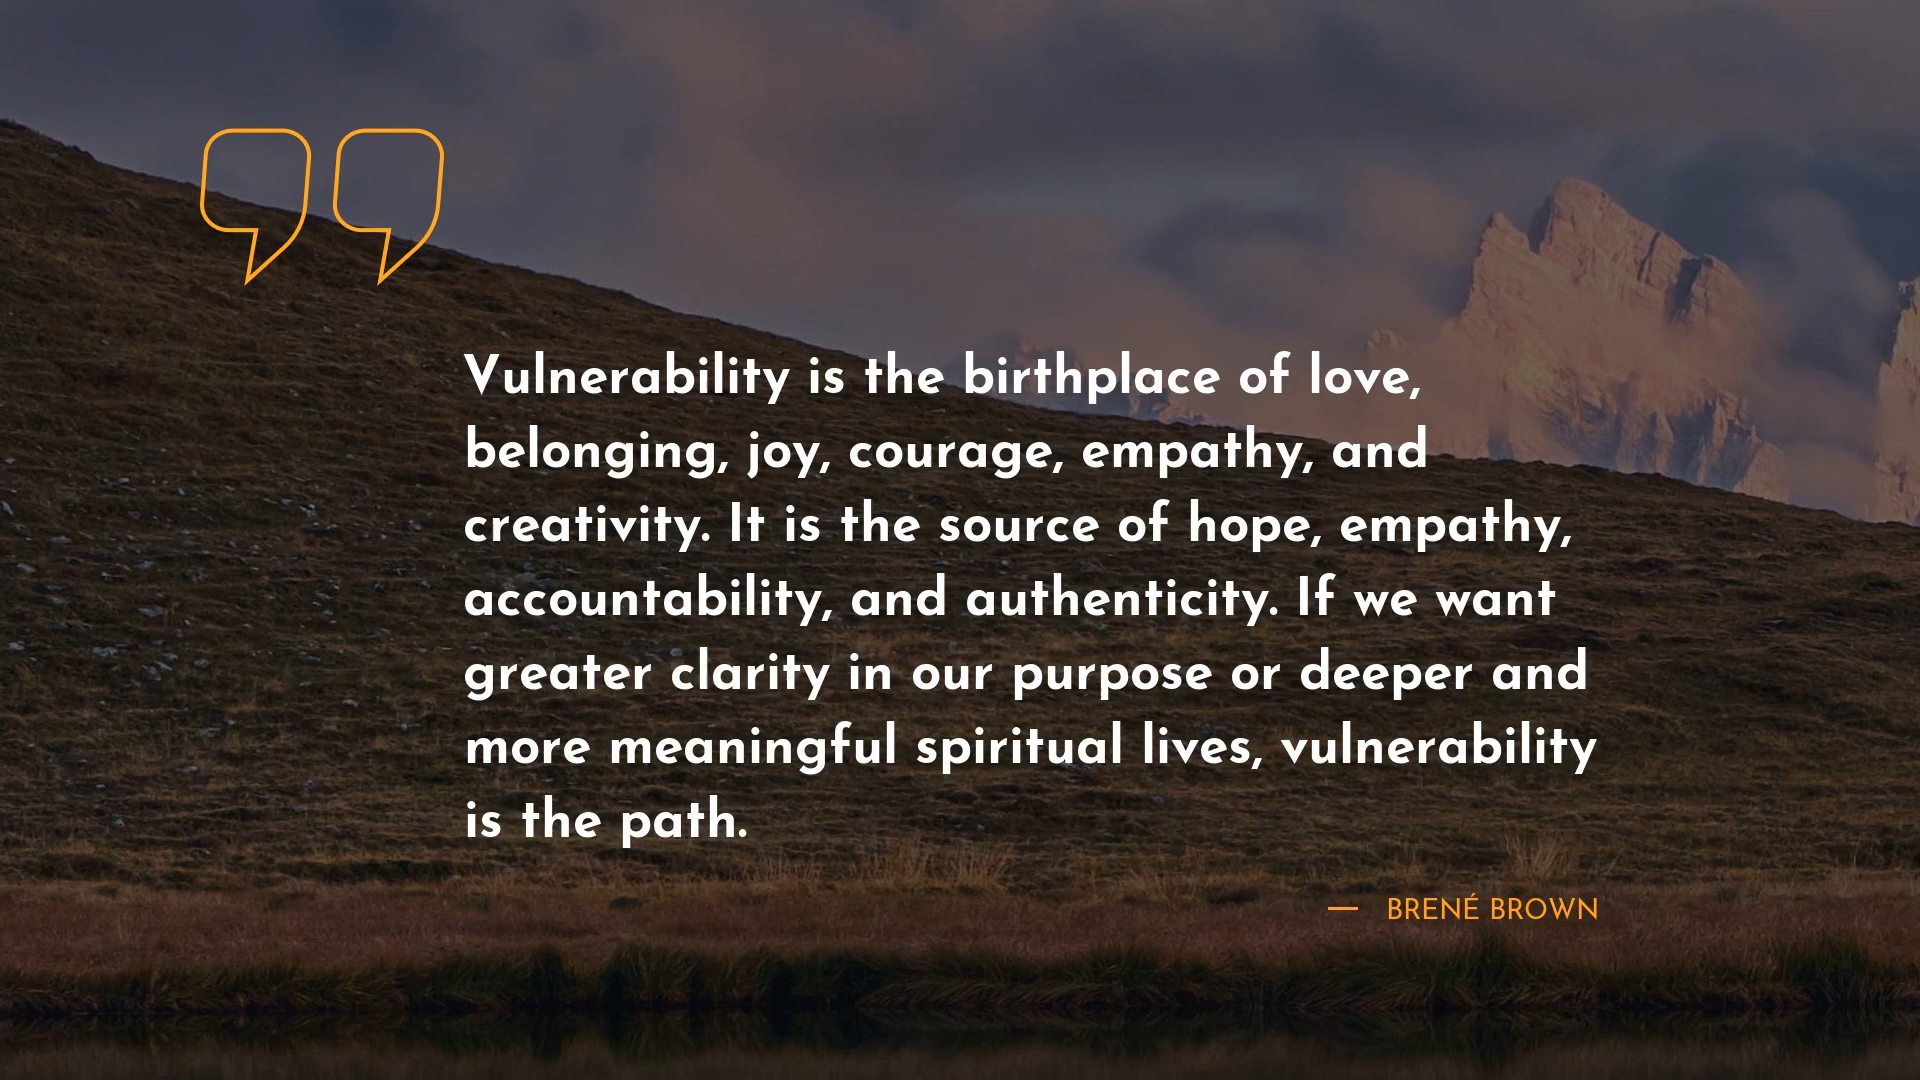 Vulnerability is the birthplace of love,
belonging, joy, courage, empathy, and
creativity. It is the source of hope, empathy,
accountability, and authenticity. If we want
greater clarity in our purpose or deeper and
more meaningful spiritual lives, vulnerability
is the path.
— BRENÉ BROWN